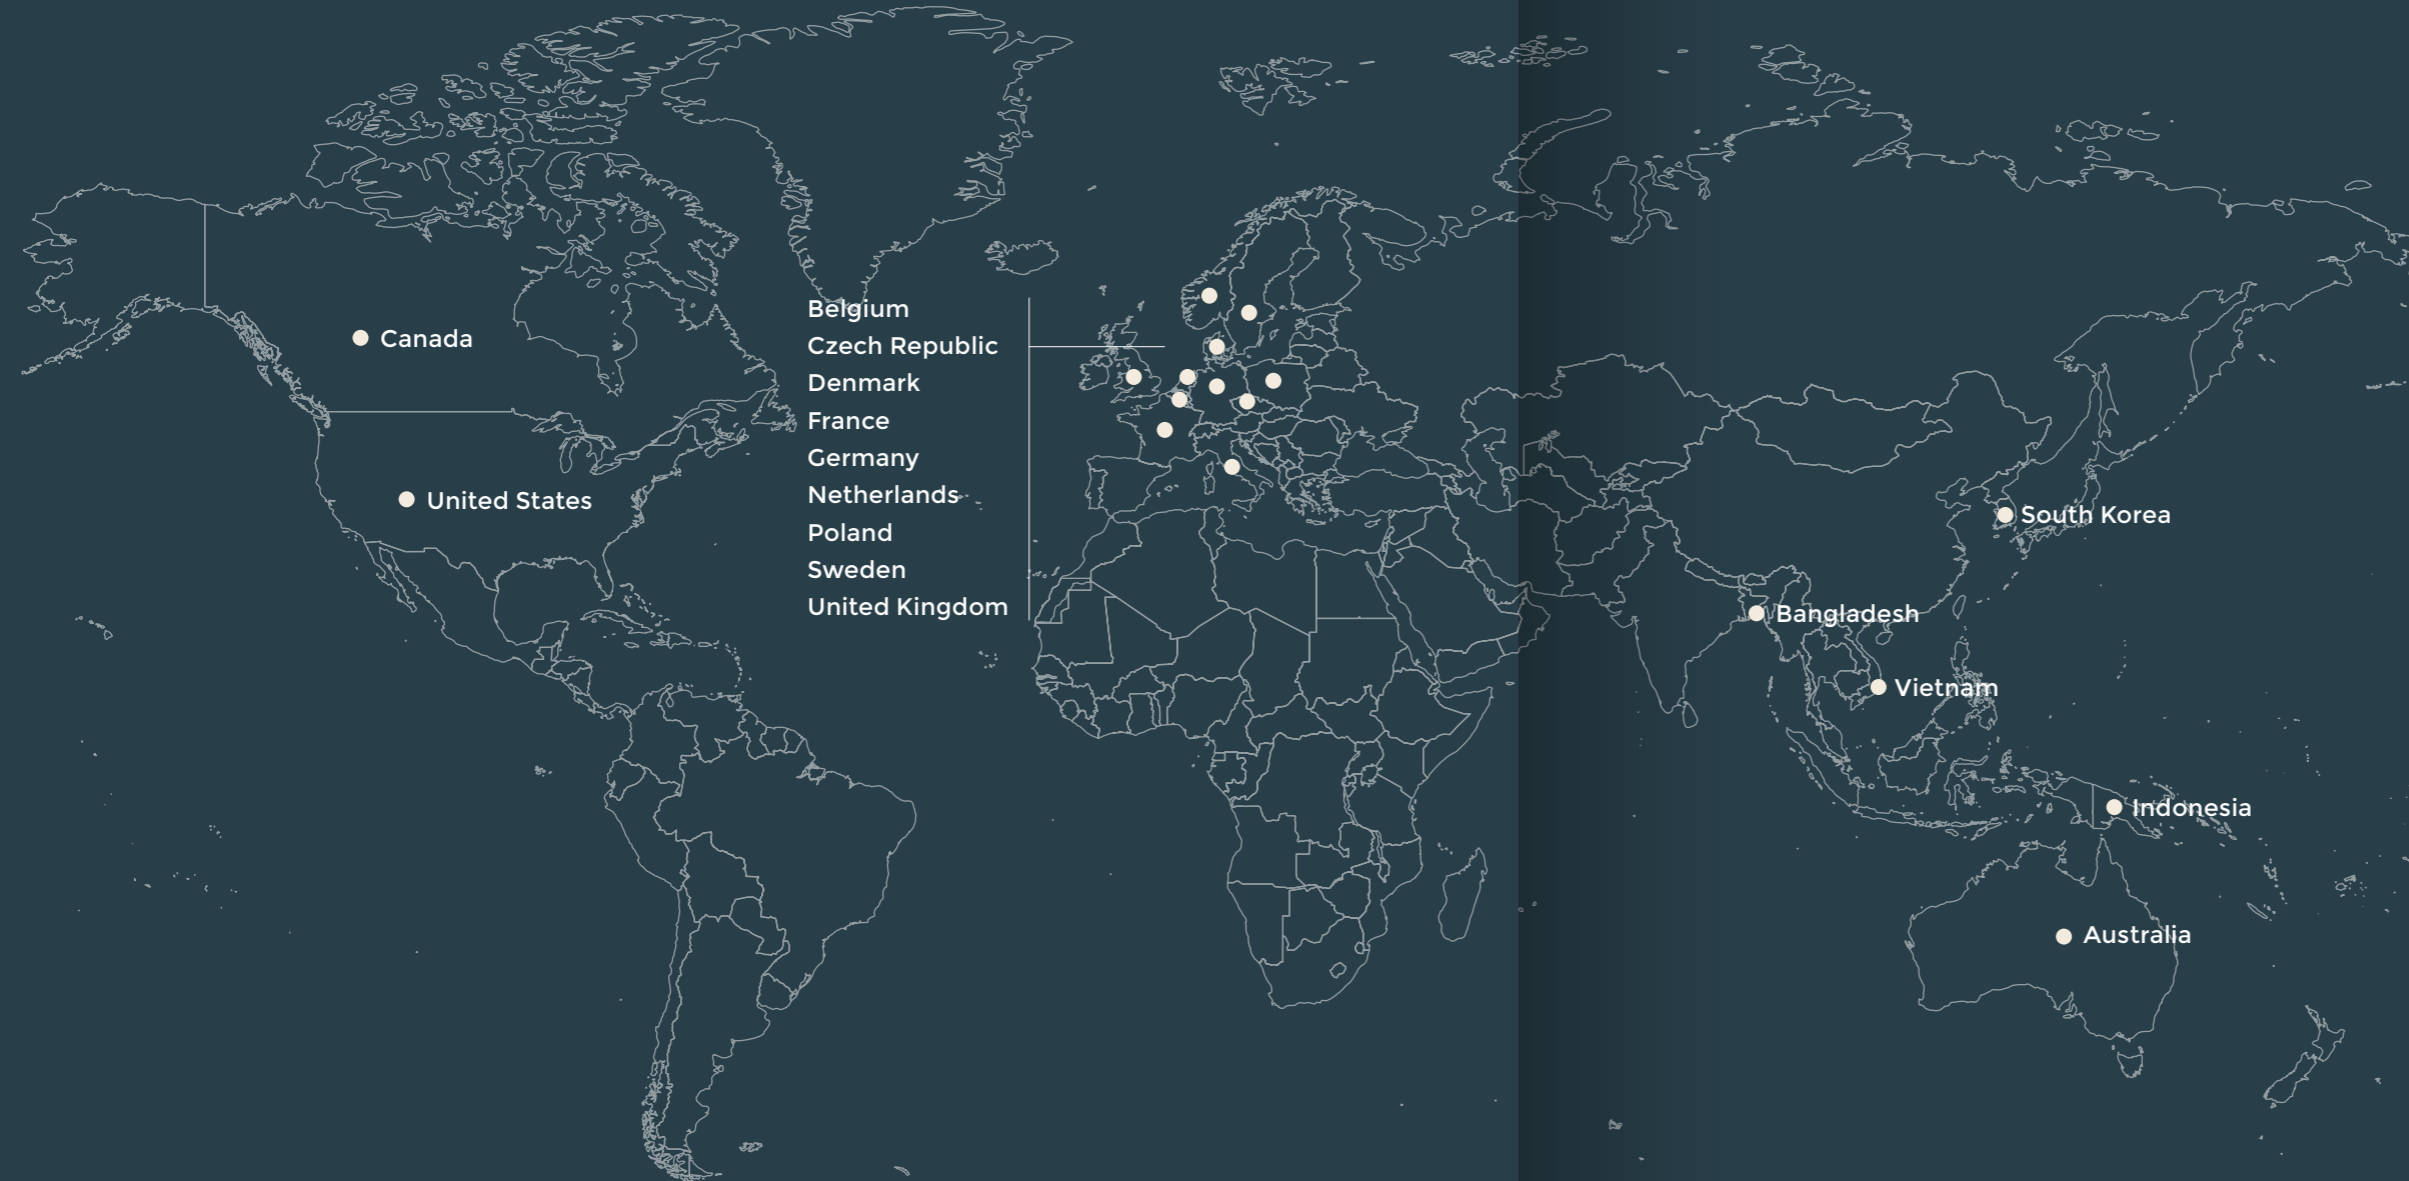 Canada
United States
Belgium
Czech Republic
Denmark
France
Germany
Netherlands
Poland
Sweden
United Kingdom
South Korea
Bangladesh
Vietnam
Indonesia
Australia